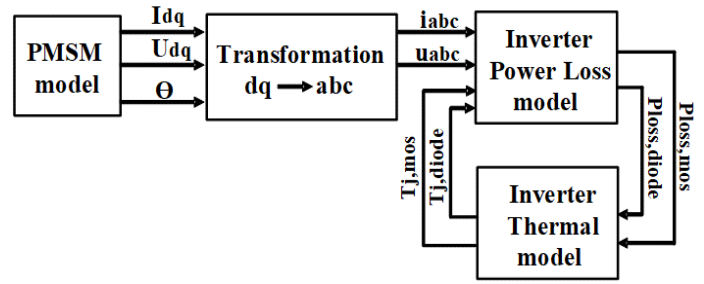 PMSM
model
Idq
Udq
Θ
Transformation
dq → abc
iabc
uabc
Inverter
Power Loss
model
Tj,mos
Tj,diode
Ploss,diode
Ploss,mos
Inverter
Thermal
model